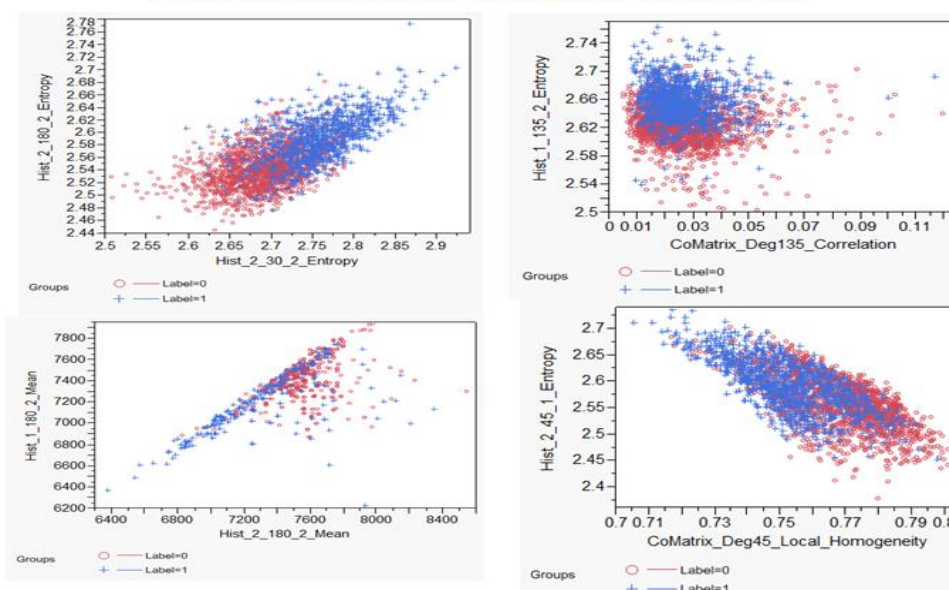 2.78
2.76
2.74
2.72
2.7
2.68
2.66
2.64
2.62
2.6
2.58
2.56
2.54
2.52
2.5
2.48
2.46
2.44
Hist_2_180_2_Entropy
2.5 2.55 2.6 2.65 2.7 2.75 2.8 2.85 2.9
Hist_2_30_2_Entropy
Groups
Label=0
Label=1
2.74
2.7
2.66
2.62
2.58
2.54
2.5
Hist_1_135_2_Entropy
0 0.01 0.03 0.05 0.07 0.09 0.11
CoMatrix_Deg135_Correlation
Groups
Label=0
Label=1
7800
7600
7400
7200
7000
6800
6600
6400
6200
Hist_1_180_2_Mean
6400 6800 7200 7600 8000 8400
Hist_2_180_2_Mean
Groups
Label=0
Label=1
2.7
2.65
2.6
2.55
2.5
2.45
2.4
Hist_2_45_1_Entropy
0.7 0.71 0.73 0.75 0.77 0.79
CoMatrix_Deg45_Local_Homogeneity
Groups
Label=0
Label=1